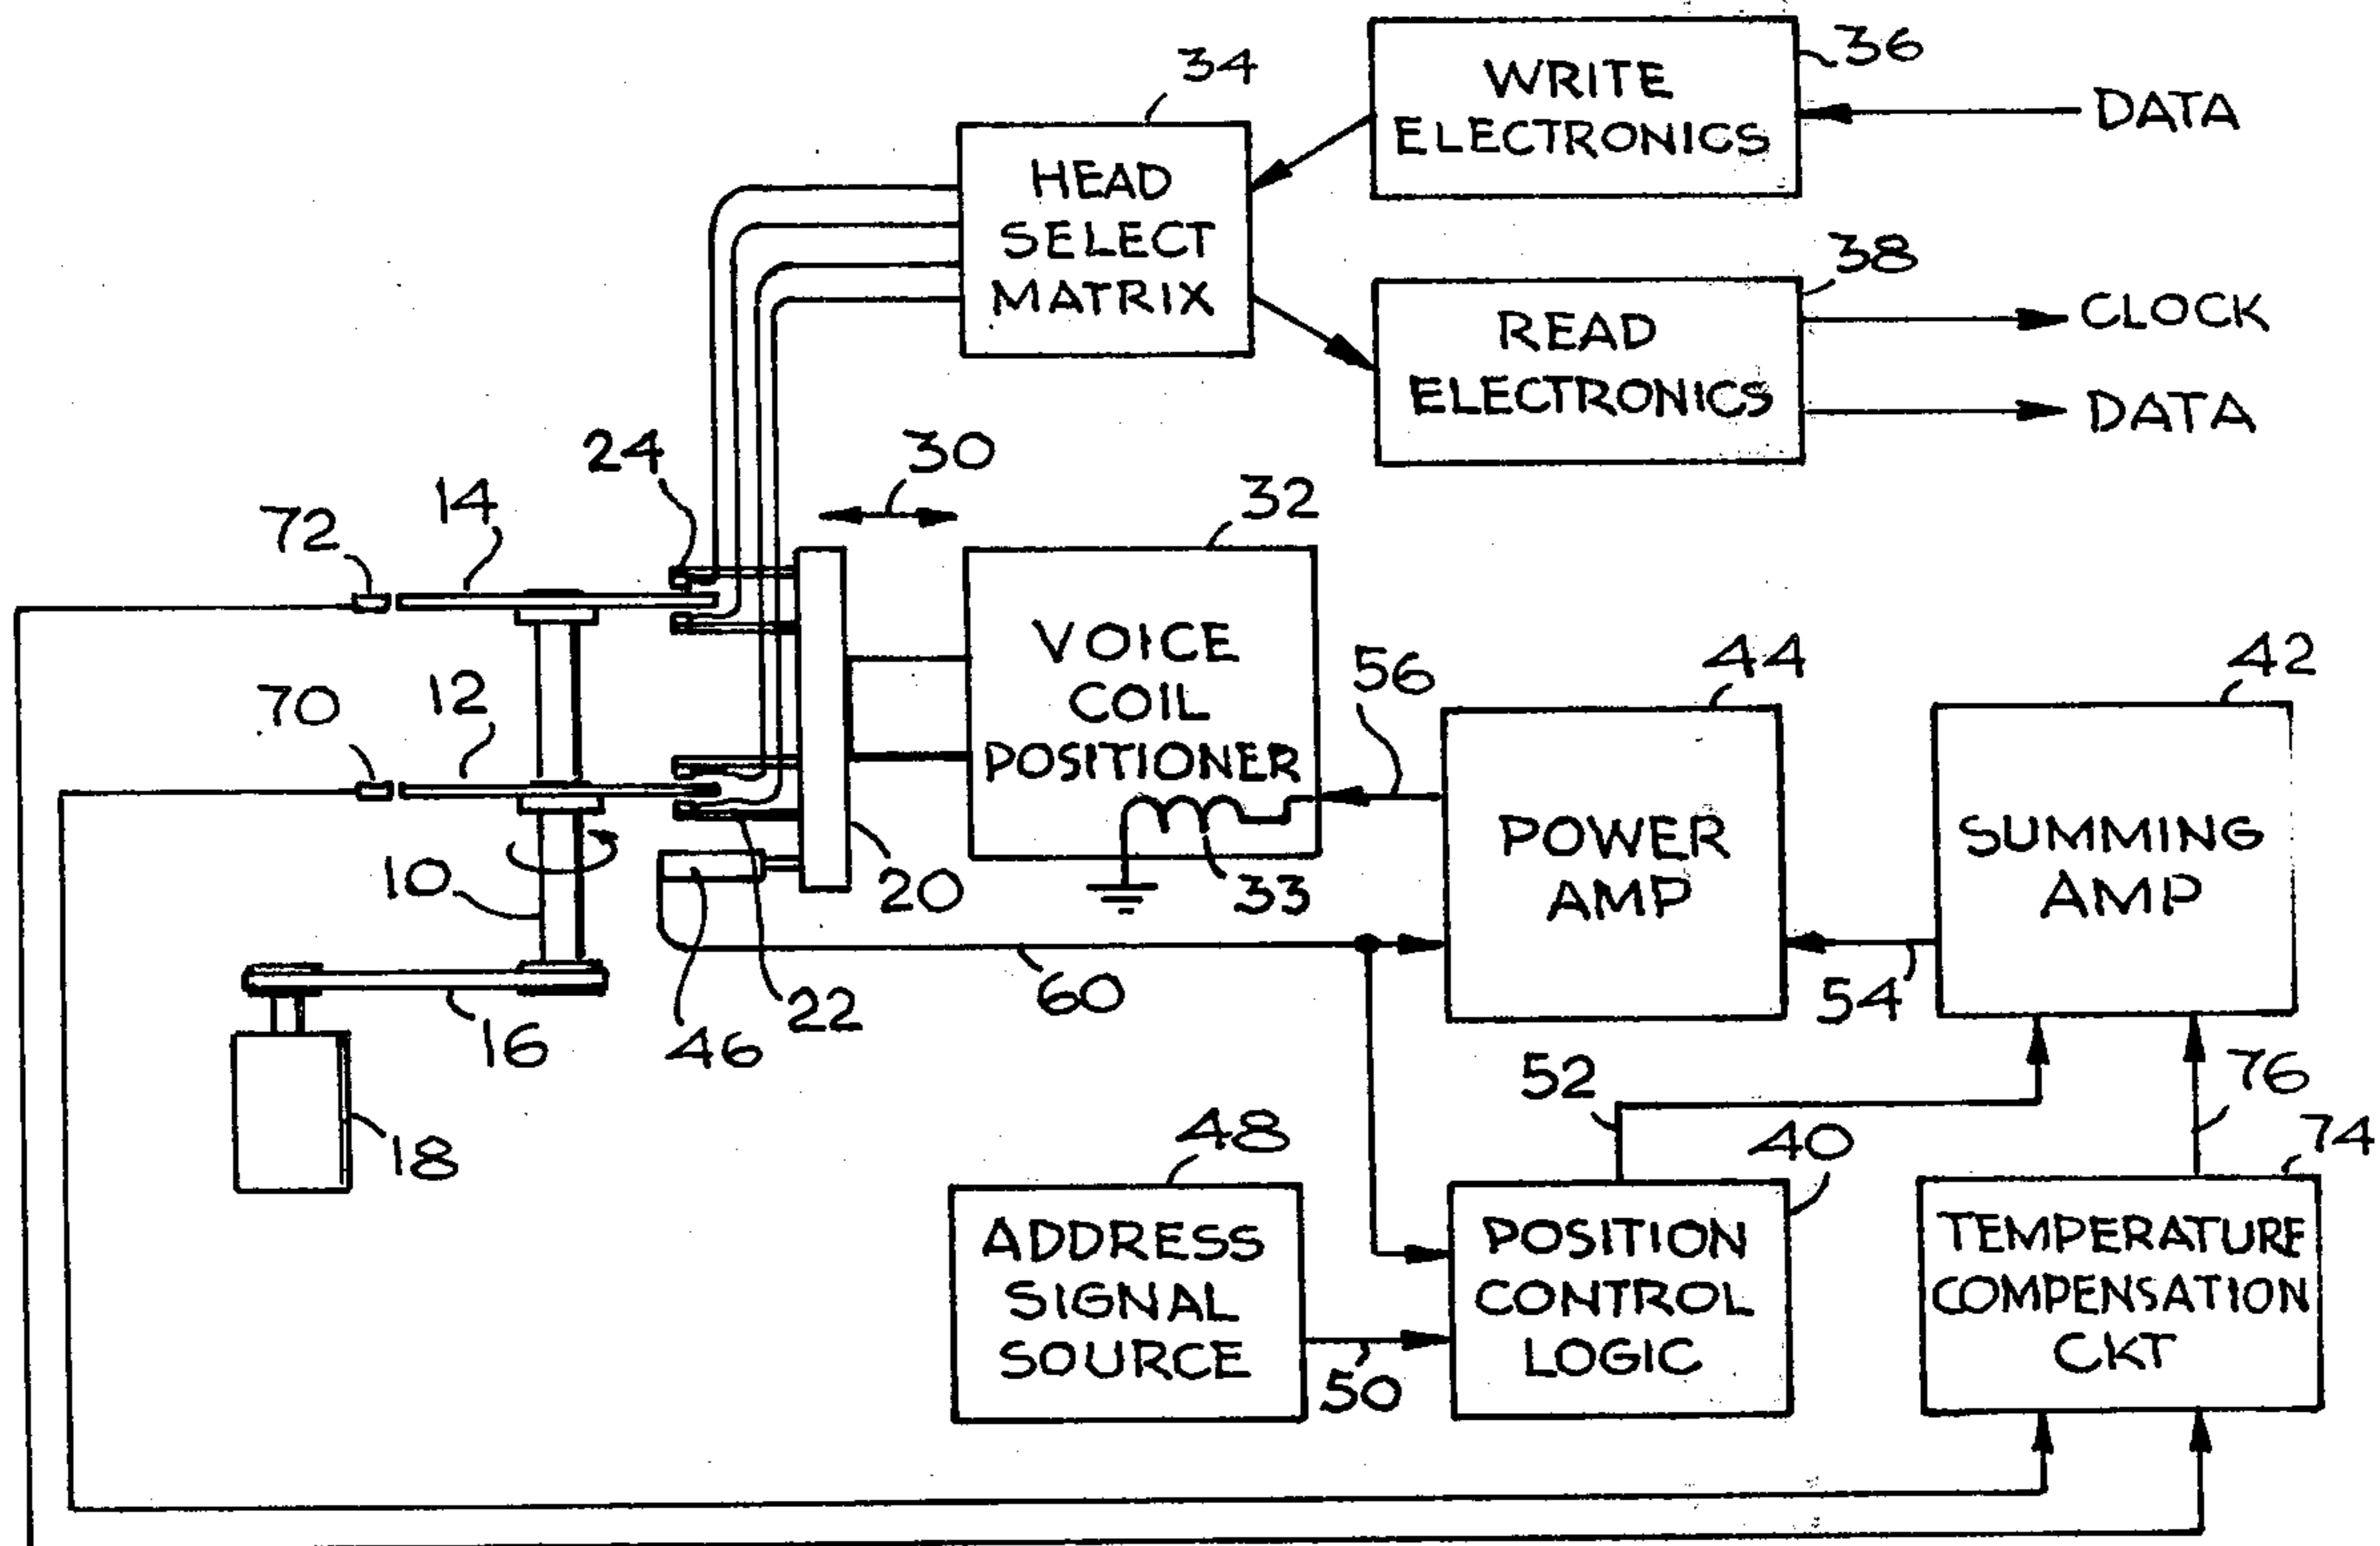 36
WRITE
ELECTRONICS
DATA
34
HEAD
SELECT
MATRIX
38
READ
ELECTRONICS
CLOCK
DATA
24
30
14
72
32
VOICE
COIL
POSITIONER
33
56
44
POWER
AMP
42
SUMMING
AMP
12
70
10
20
54
60
22
46
16
18
52
76
48
ADDRESS
SIGNAL
SOURCE
50
40
POSITION
CONTROL
LOGIC
74
TEMPERATURE
COMPENSATION
CKT